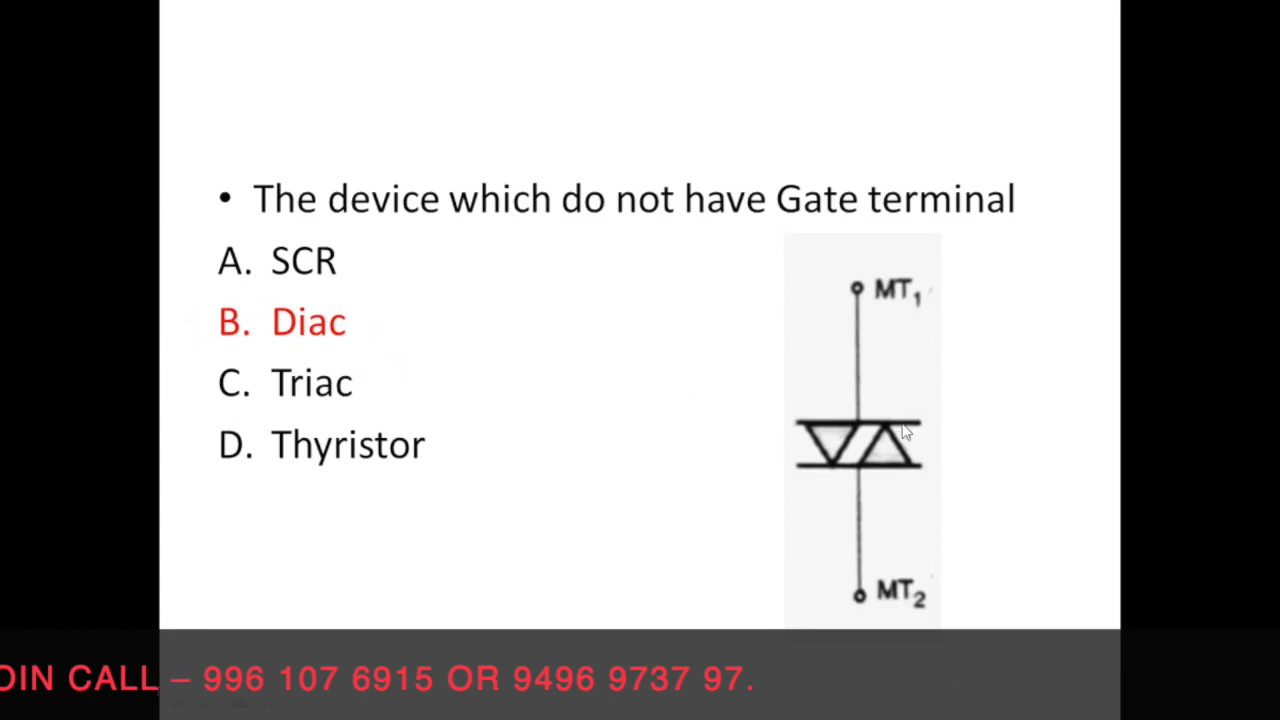 • The device which do not have Gate terminal
A. SCR
B. Diac
C. Triac
D. Thyristor
MT1
MT2
CALL – 996 107 6915 OR 9496 9737 97.